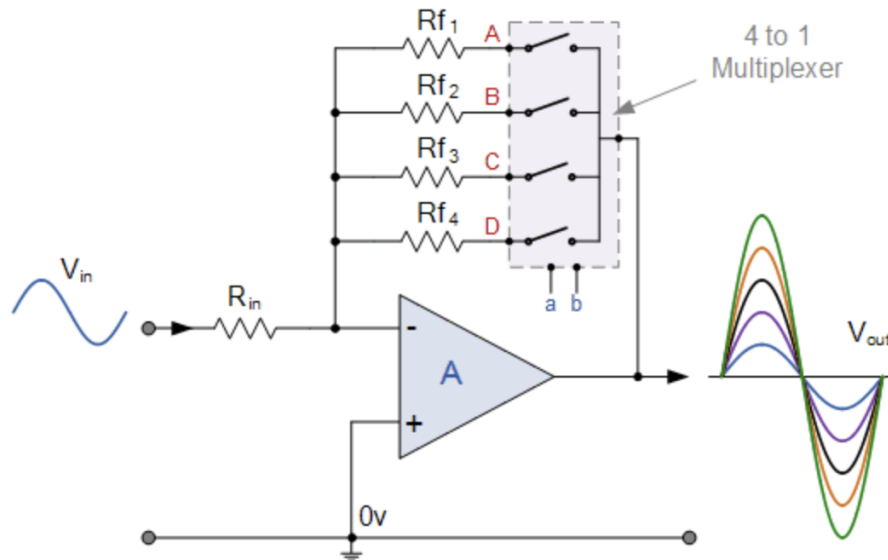 Rf1
A
4 to 1
Multiplexer
Rf2
B
Rf3
C
Rf4
D
Vin
Rin
a b
-
A
+
Vout
0v